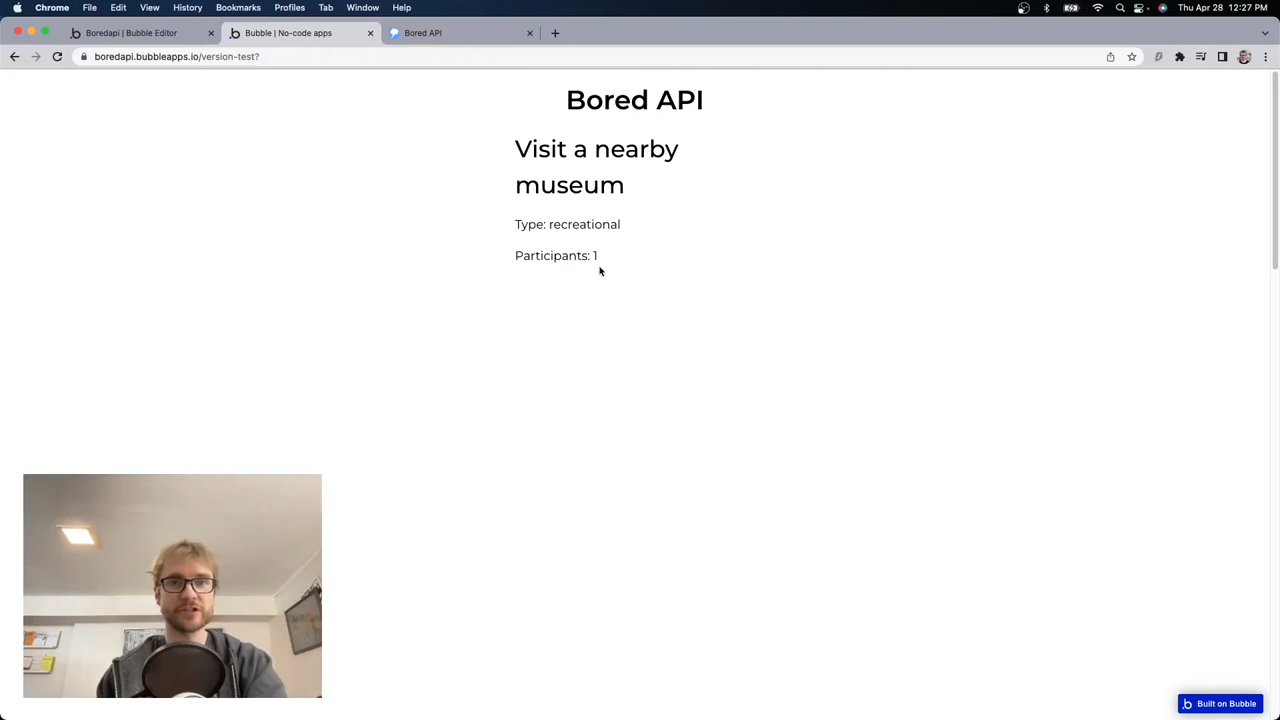 Chrome File Edit View History Bookmarks Profiles Tab Window Help Thu Apr 28 12:27 PM
Boredapi | Bubble Editor Bubble | No-code apps Bored API
boredapi.bubbleapps.io/version-test?
Bored API
Visit a nearby
museum
Type: recreational
Participants: 1
Built on Bubble